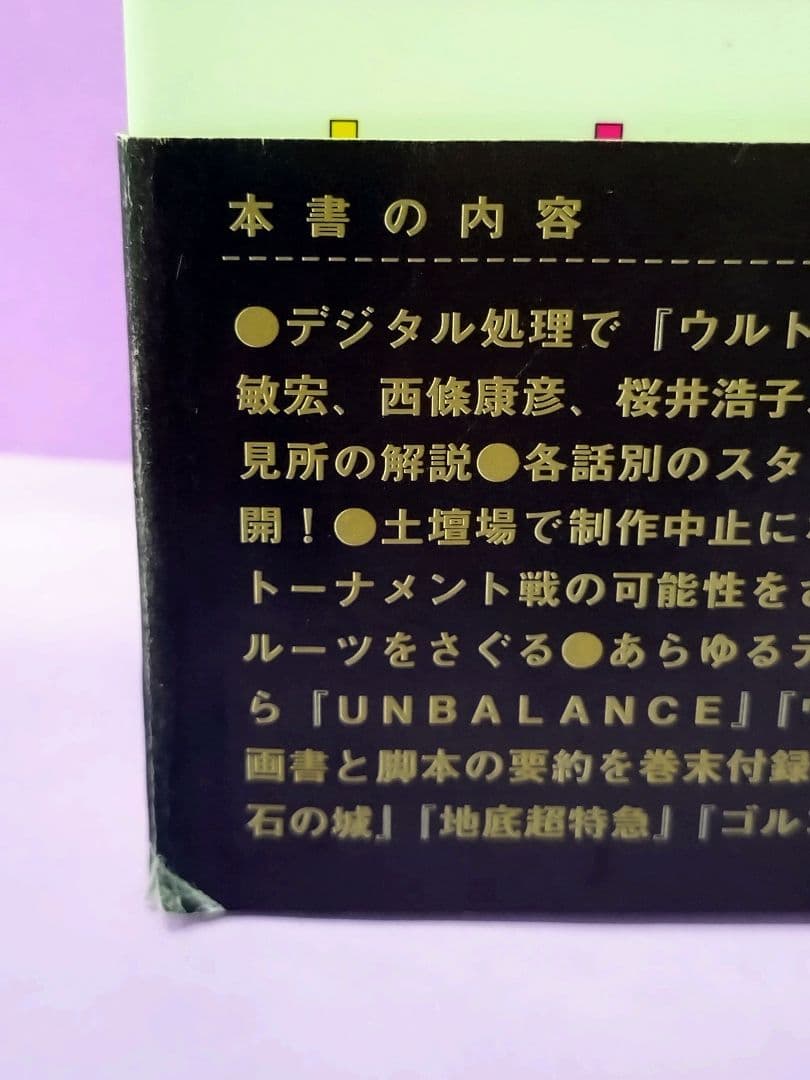 本書の内容
●デジタル処理で『ウルト
敏宏、西條康彦、桜井浩子
見所の解説●各話別のスタ
開！●土壇場で制作中止に
トーナメント戦の可能性を
ルーツをさぐる●あらゆる
ら『UNBALANCE』『
画書と脚本の要約を巻末付録
石の城』『地底超特急』『ゴル